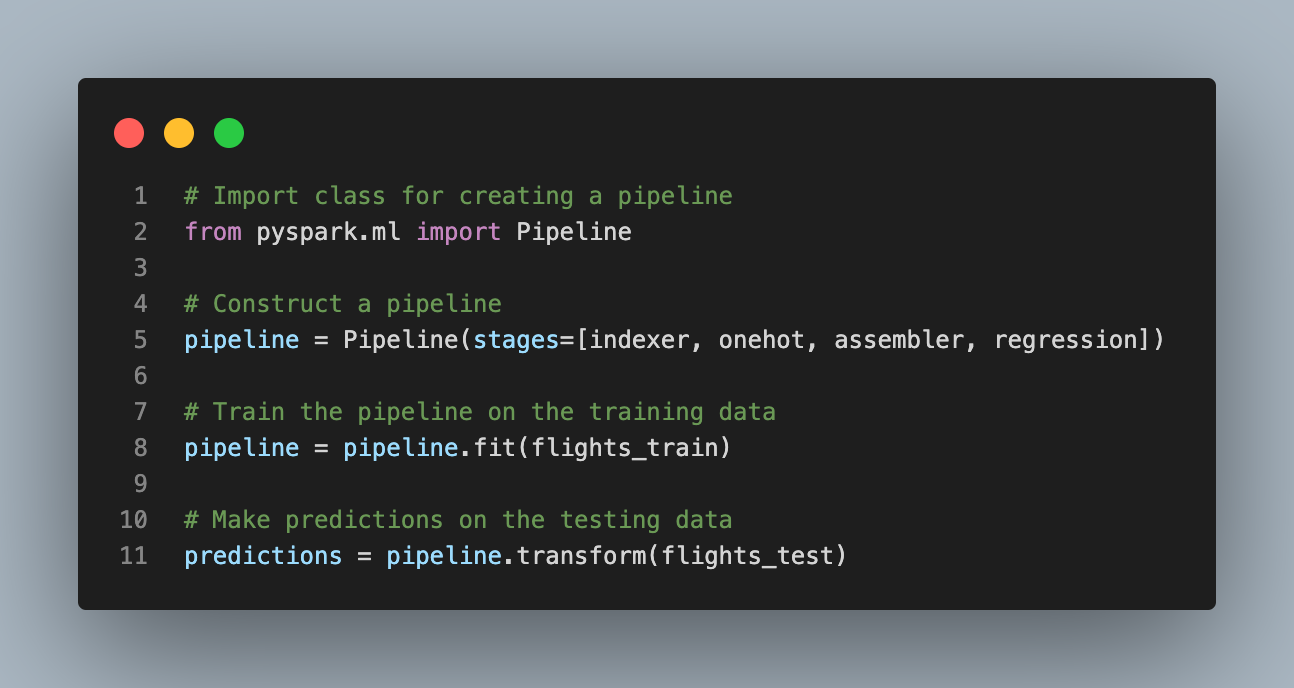 1 # Import class for creating a pipeline
2 from pyspark.ml import Pipeline
3
4 # Construct a pipeline
5 pipeline = Pipeline(stages=[indexer, onehot, assembler, regression])
6
7 # Train the pipeline on the training data
8 pipeline = pipeline.fit(flights_train)
9
10 # Make predictions on the testing data
11 predictions = pipeline.transform(flights_test)